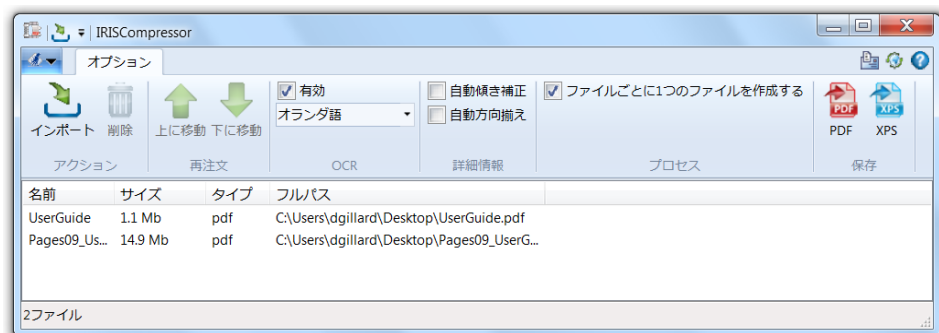 IRISCompressor
オプション
インポート 削除 上に移動 下に移動 有効 オランダ語 自動傾き補正 自動方向揃え ファイルごとに1つのファイルを作成する PDF XPS PDF XPS
アクション 再注文 OCR 詳細情報 プロセス 保存
名前 サイズ タイプ フルパス
UserGuide 1.1 Mb pdf C:\Users\dgillard\Desktop\UserGuide.pdf
Pages09_Us... 14.9 Mb pdf C:\Users\dgillard\Desktop\Pages09_UserG...
2ファイル